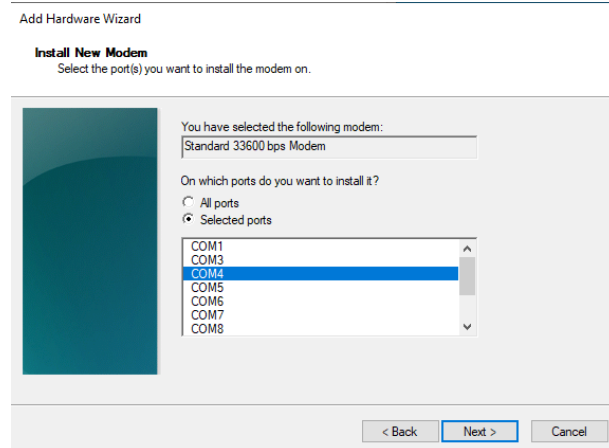 Add Hardware Wizard
Install New Modem
Select the port(s) you want to install the modem on.
You have selected the following modem:
Standard 33600 bps Modem
On which ports do you want to install it?
All ports
Selected ports
COM1
COM3
COM4
COM5
COM6
COM7
COM8
< Back Next > Cancel